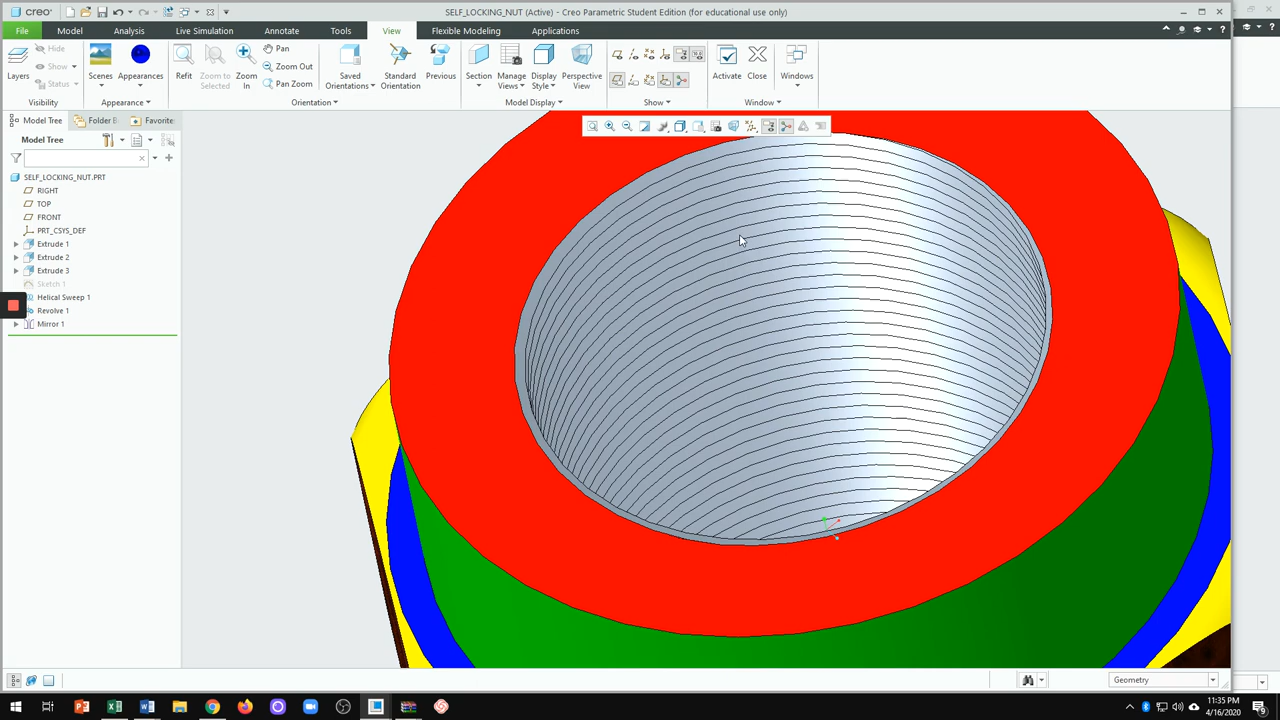 creo
SELF_LOCKING_NUT (Active) - Creo Parametric Student Edition (for educational use only)
File Model Analysis Live Simulation Annotate Tools View Flexible Modeling Applications
Layers
Hide
Show
Status
Visibility
Scenes
Appearances
Appearance
Refit
Zoom to Selected
Zoom In
Pan
Zoom Out
Pan Zoom
Saved Orientations
Standard Orientation
Previous
Orientation
Section
Manage Views
Display Style
Perspective View
Model Display
Show
Activate
Close
Windows
Window
Model Tree Folder B Favorite
Model Tree
SELF_LOCKING_NUT.PRT
RIGHT
TOP
FRONT
PRT_CSYS_DEF
Extrude 1
Extrude 2
Extrude 3
Sketch 1
Helical Sweep 1
Revolve 1
Mirror 1
Geometry
11:35 PM
4/16/2020